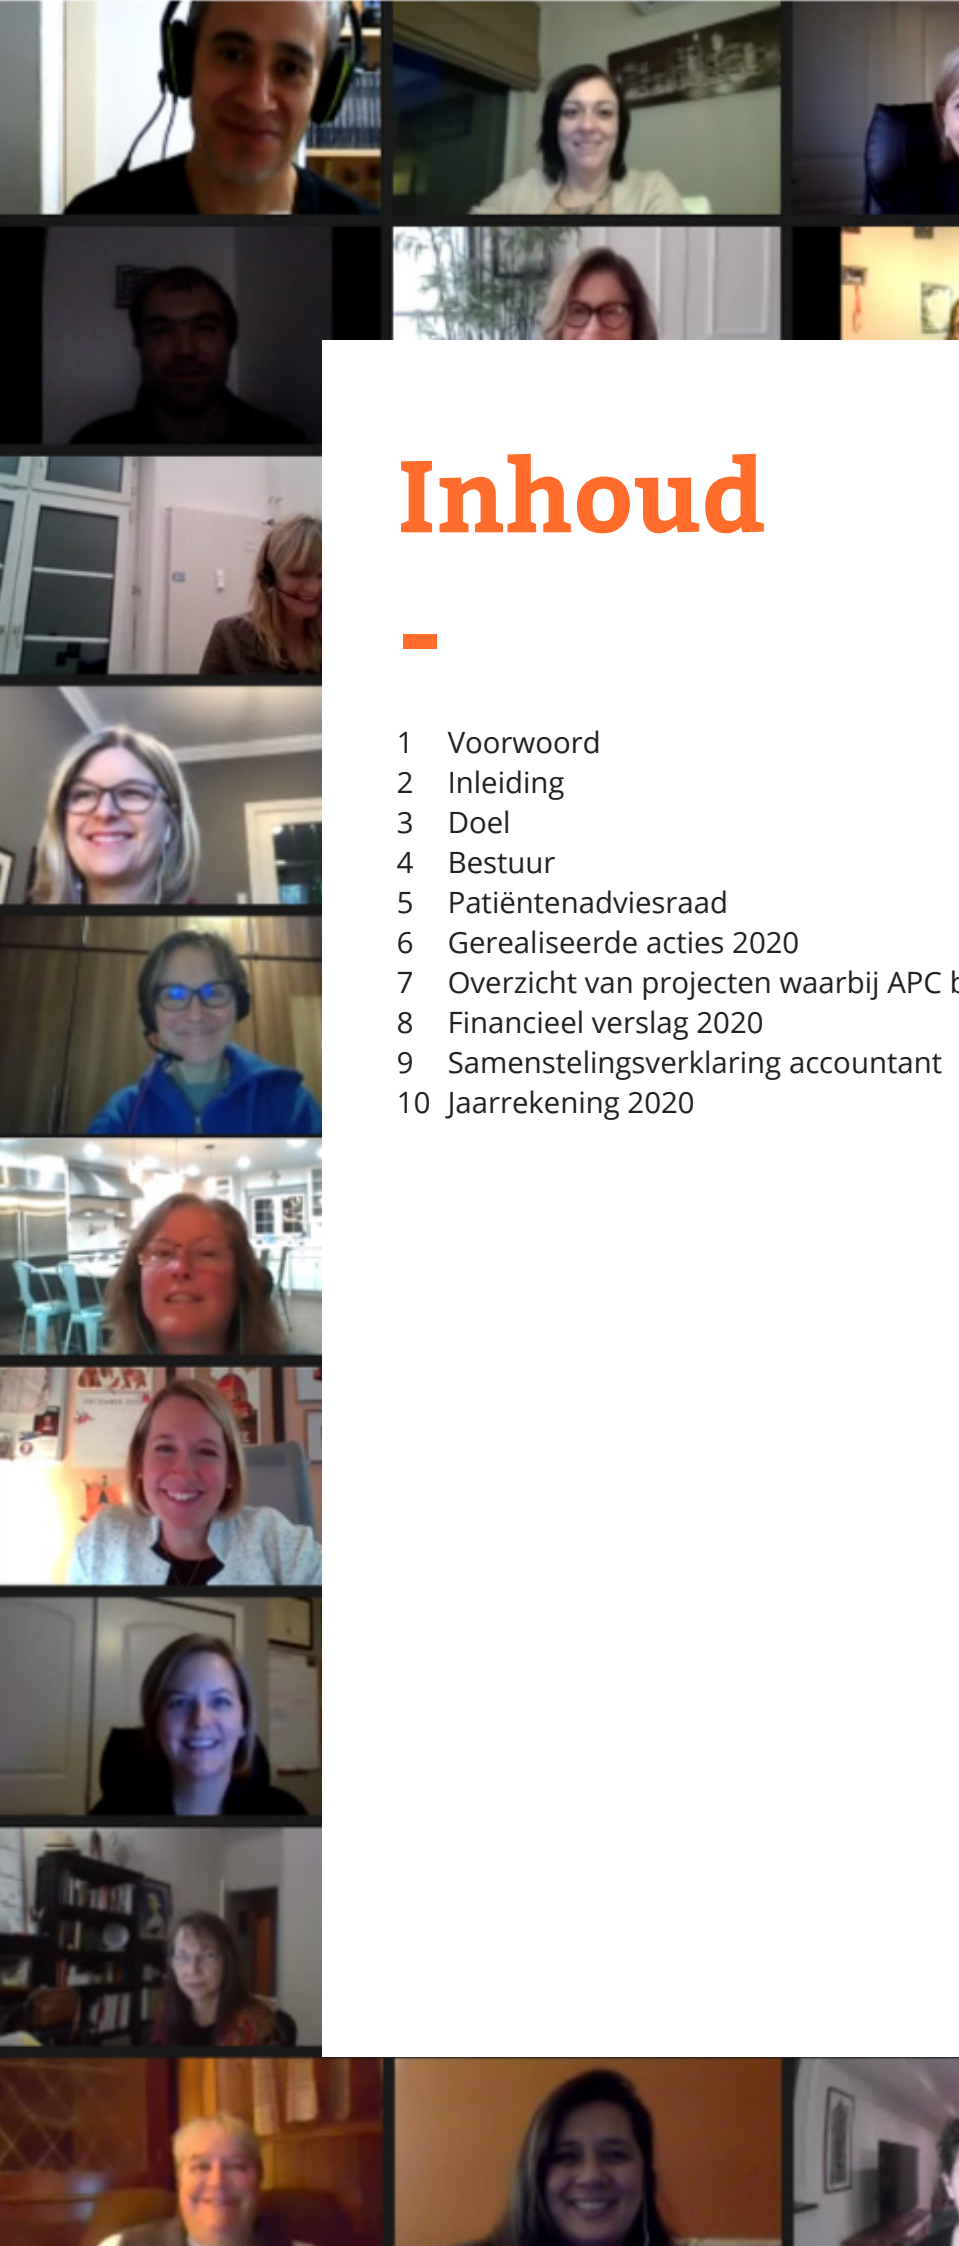 Inhoud
1 Voorwoord
2 Inleiding
3 Doel
4 Bestuur
5 Patiëntenadviesraad
6 Gerealiseerde acties 2020
7 Overzicht van projecten waarbij APC
8 Financieel verslag 2020
9 Samenstelingsverklaring accountant
10 Jaarrekening 2020